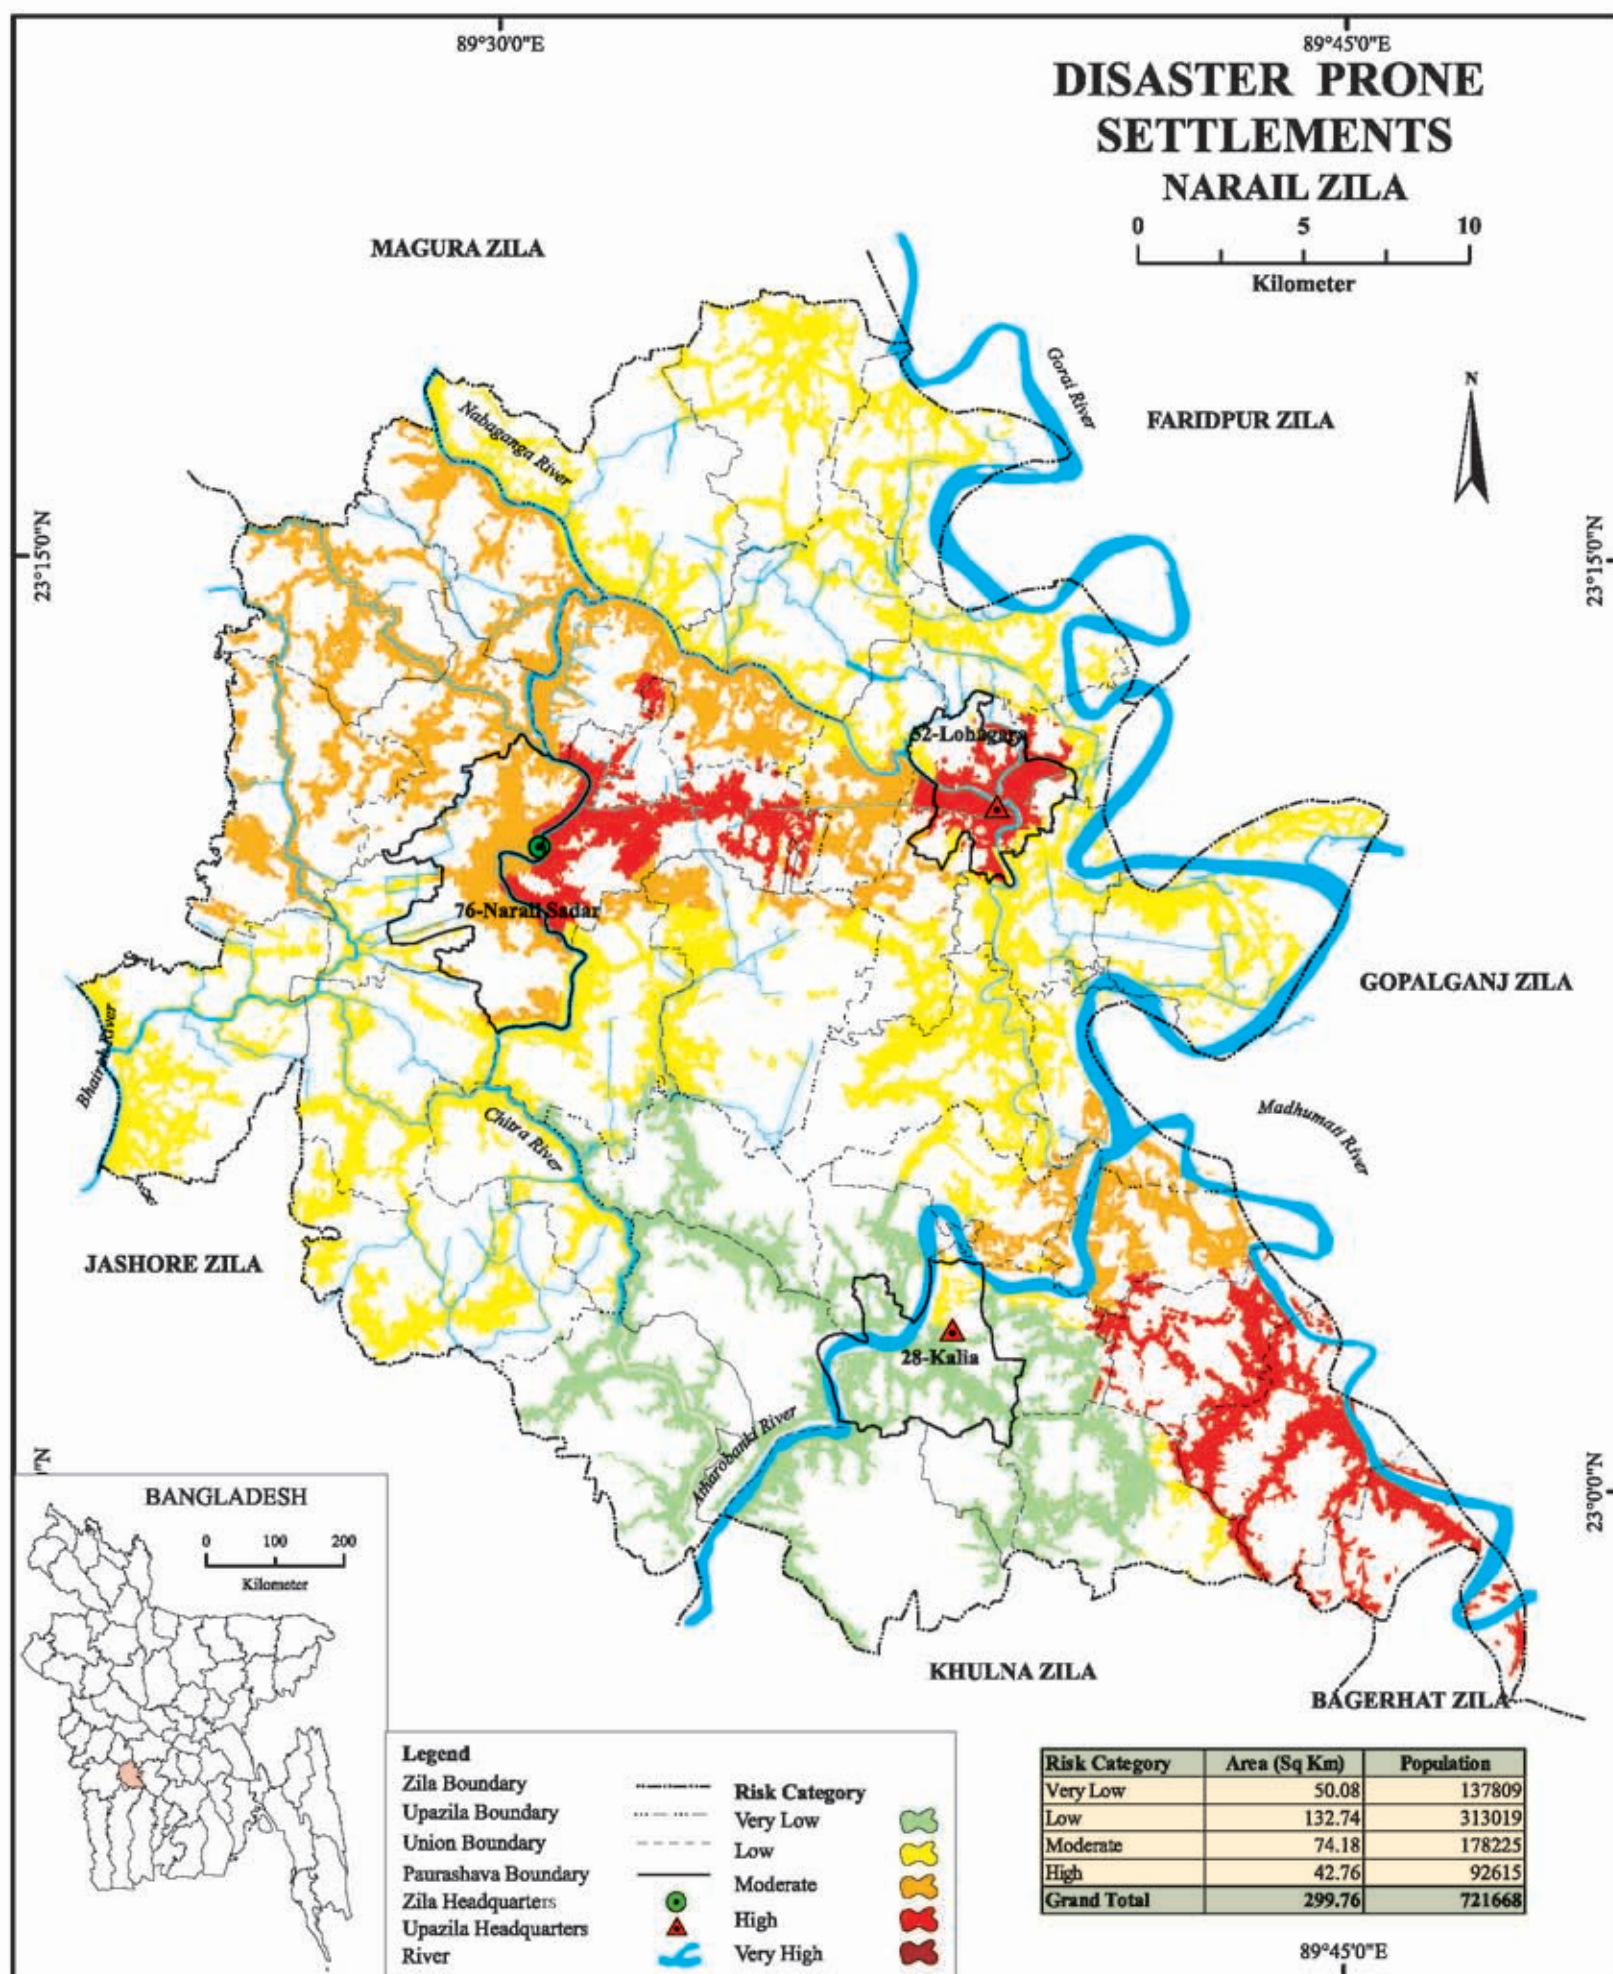 89°30'0"E
89°45'0"E
DISASTER PRONE
SETTLEMENTS
NARAIL ZILA
0 5 10
Kilometer
MAGURA ZILA
Gorai River
N
FARIDPUR ZILA
Nabaganga River
23°15'0"N
23°15'0"N
52-Lohagara
76-Narail Sadar
GOPALGANJ ZILA
Bhairab River
Madhumati River
Chitra River
JASHORE ZILA
28-Kalia
Atharobanki River
0"N
23°0'0"N
KHULNA ZILA
BAGERHAT ZILA
BANGLADESH
0 100 200
Kilometer
Legend
Zila Boundary
Upazila Boundary
Union Boundary
Paurashava Boundary
Zila Headquarters
Upazila Headquarters
River
Risk Category
Very Low
Low
Moderate
High
Very High
Risk Category Area (Sq Km) Population
Very Low 50.08 137809
Low 132.74 313019
Moderate 74.18 178225
High 42.76 92615
Grand Total 299.76 721668
89°45'0"E